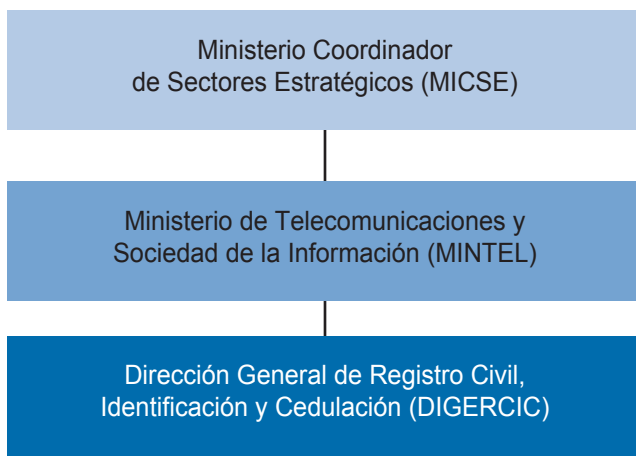 Ministerio Coordinador
de Sectores Estratégicos (MICSE)
Ministerio de Telecomunicaciones y
Sociedad de la Información (MINTEL)
Dirección General de Registro Civil,
Identificación y Cedulación (DIGERCIC)